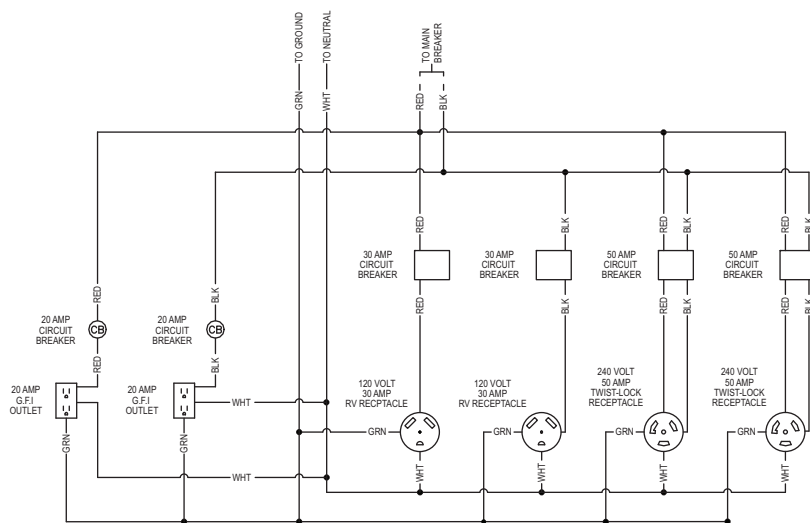 TO GROUND
TO NEUTRAL
TO MAIN
BREAKER
GRN
WHT
RED
BLK
RED
BLK
RED
BLK
RED
BLK
30 AMP
CIRCUIT
BREAKER
30 AMP
CIRCUIT
BREAKER
50 AMP
CIRCUIT
BREAKER
50 AMP
CIRCUIT
BREAKER
RED
BLK
RED
BLK
RED
BLK
RED
BLK
20 AMP
CIRCUIT
BREAKER
CB
20 AMP
CIRCUIT
BREAKER
CB
RED
BLK
20 AMP
G.F.I
OUTLET
20 AMP
G.F.I
OUTLET
WHT
120 VOLT
30 AMP
RV RECPTACLE
120 VOLT
30 AMP
RV RECEPTACLE
240 VOLT
50 AMP
TWIST-LOCK
RECEPTACLE
240 VOLT
50 AMP
TWIST-LOCK
RECEPTACLE
GRN
GRN
GRN
GRN
GRN
GRN
WHT
WHT
WHT
WHT
WHT